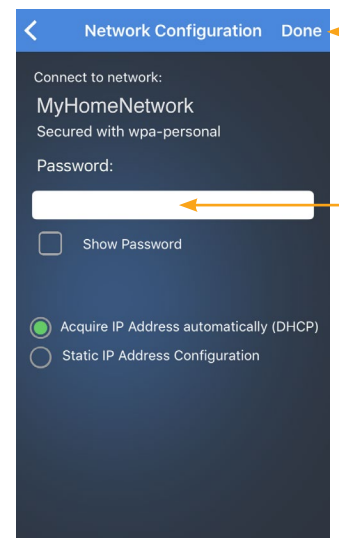 Network Configuration Done
Connect to network:
MyHomeNetwork
Secured with wpa-personal
Password:
Show Password
Acquire IP Address automatically (DHCP)
Static IP Address Configuration